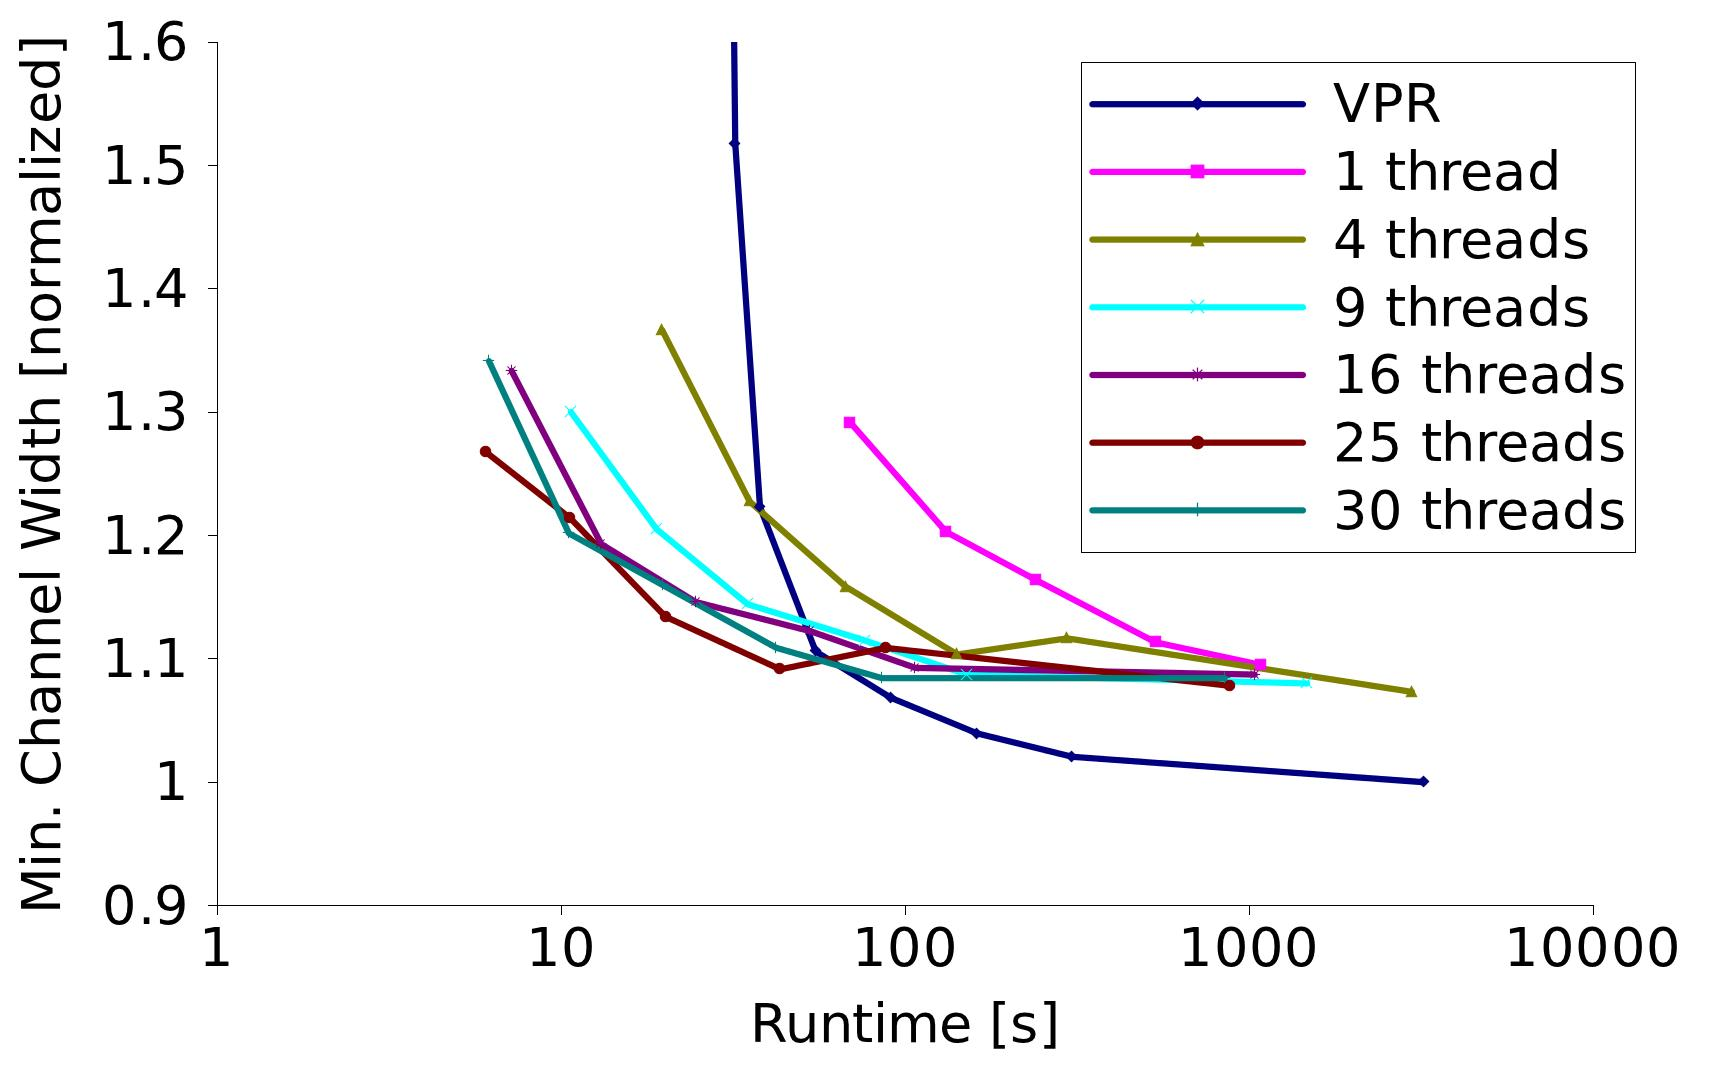 Min. Channel Width [normalized]
1.6
1.5
1.4
1.3
1.2
1.1
1
0.9
1 10 100 1000 10000
Runtime [s]
VPR
1 thread
4 threads
9 threads
16 threads
25 threads
30 threads